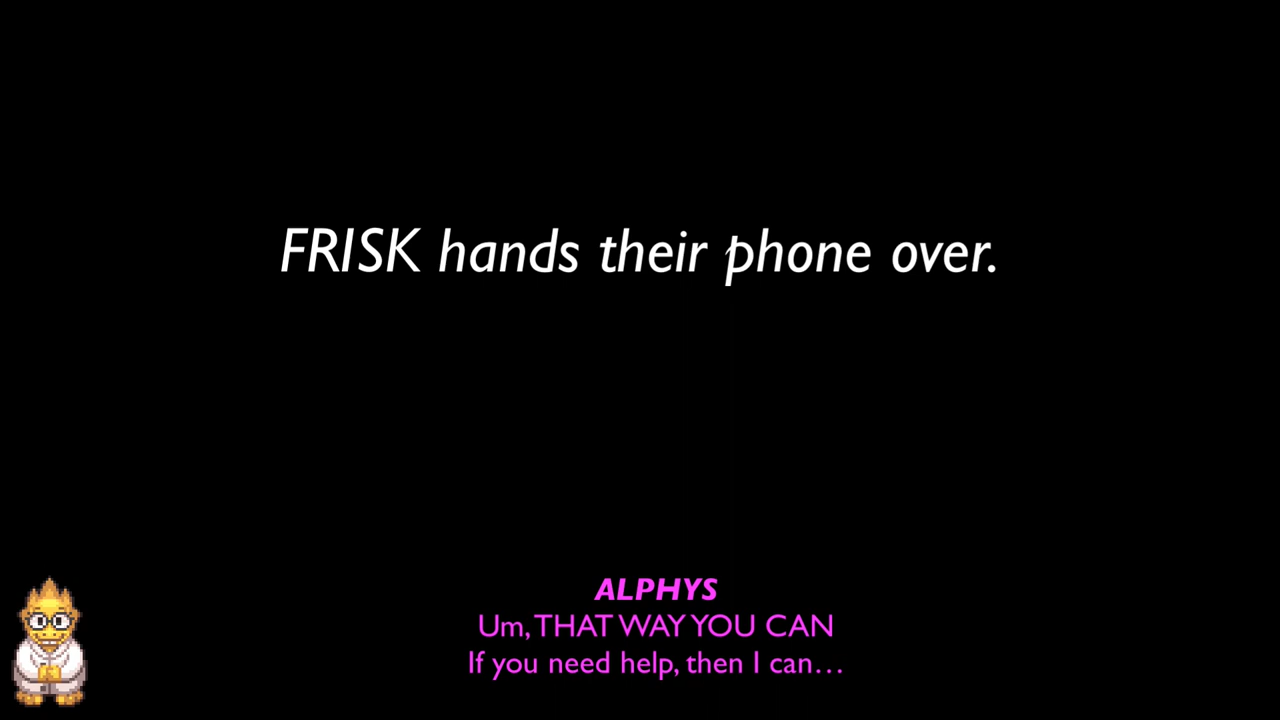 FRISK hands their phone over.
ALPHYS
Um, THAT WAY YOU CAN
If you need help, then I can…